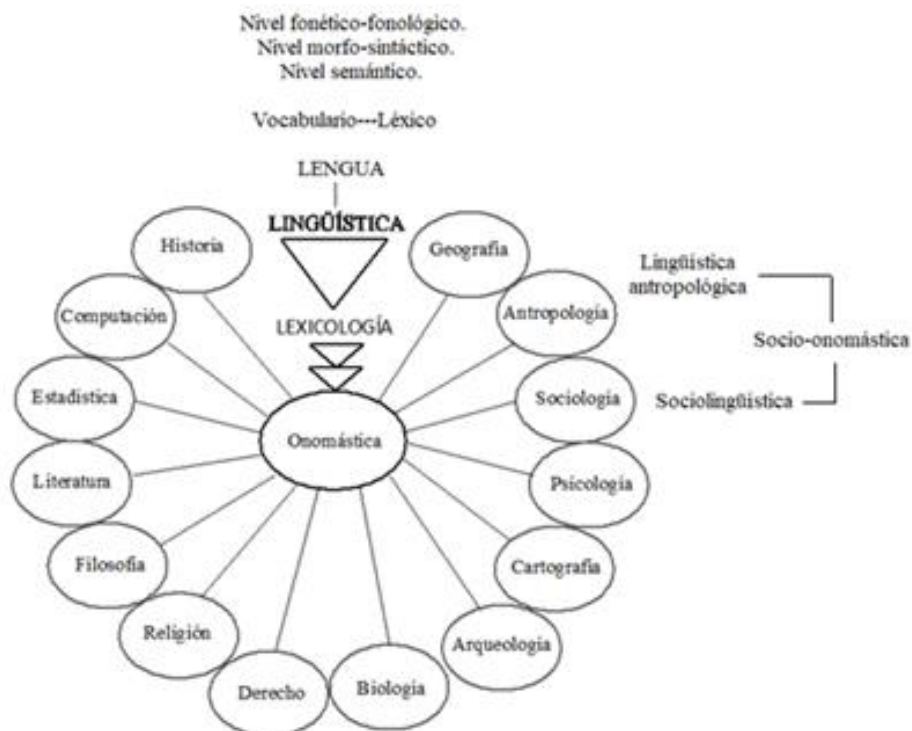 Nivel fonético-fonológico.
Nivel morfo-sintáctico.
Nivel semántico.
Vocabulario---Léxico
LENGUA
LINGÜÍSTICA
Historia
Geografía
Lingüística
antropológica
Computación
LEXICOLOGÍA
Antropología
Socio-onomástica
Estadística
Sociología
Sociolingüística
Onomástica
Literatura
Psicología
Filosofía
Cartografía
Religión
Arqueología
Derecho
Biología